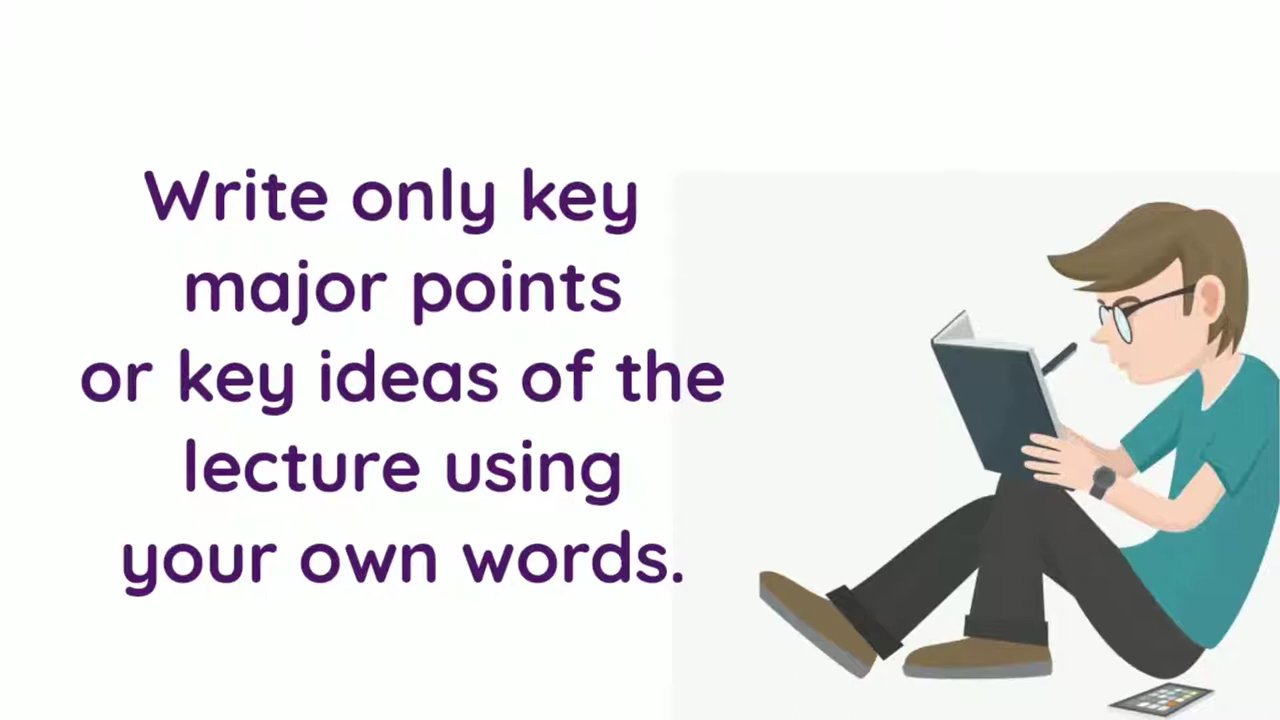 Write only key
major points
or key ideas of the
lecture using
your own words.